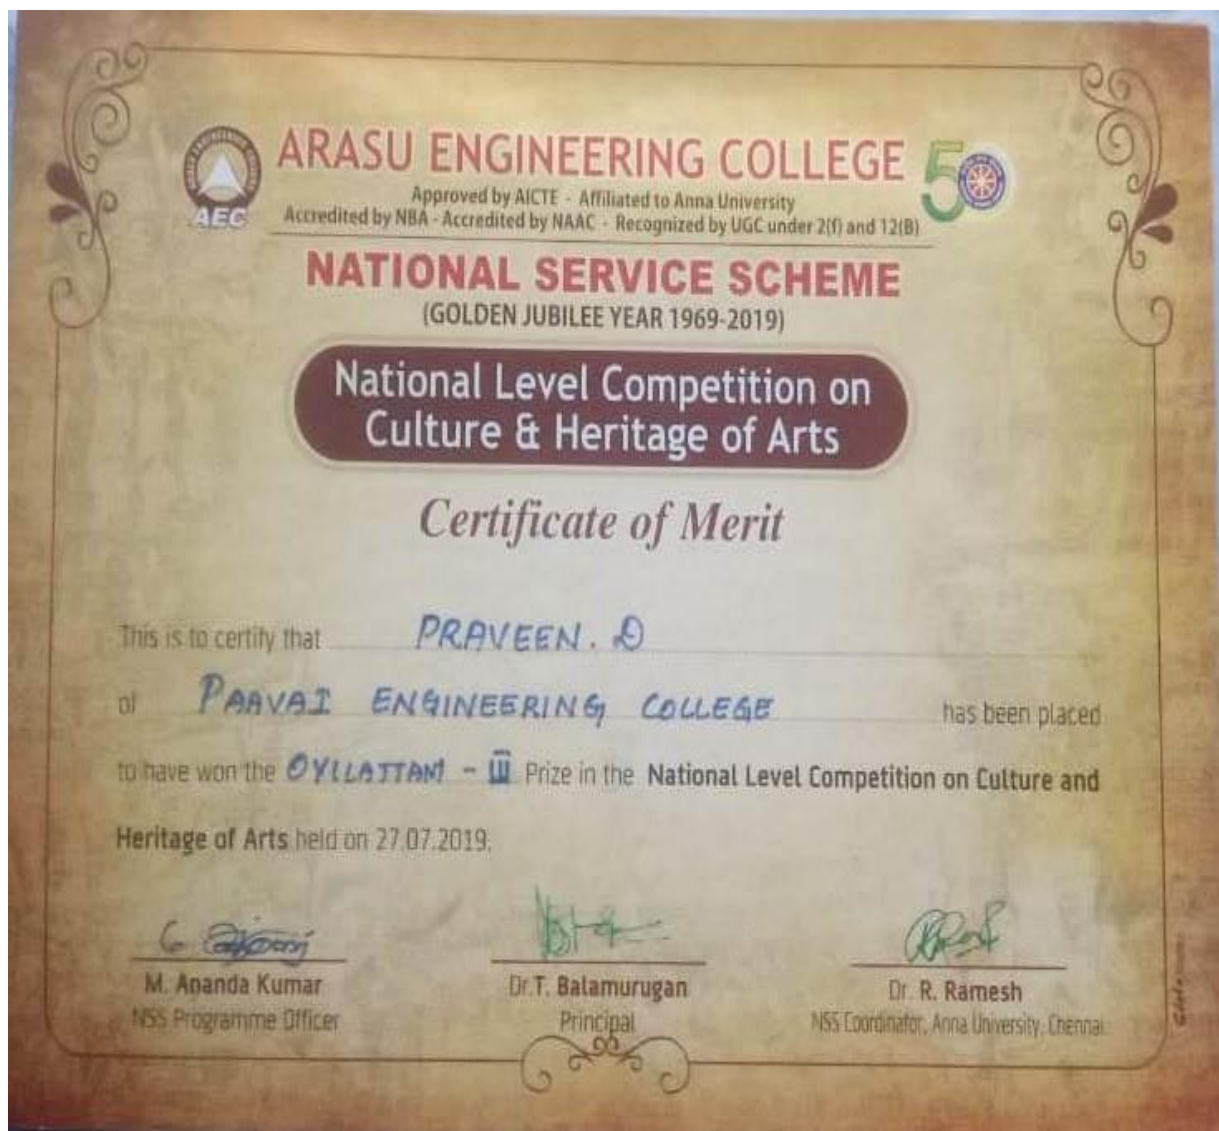 ARASU ENGINEERING COLLEGE
50
AEC
Approved by AICTE - Affiliated to Anna University
Accredited by NBA - Accredited by NAAC - Recognized by UGC under 2(f) and 12(B)
NATIONAL SERVICE SCHEME
(GOLDEN JUBILEE YEAR 1969-2019)
National Level Competition on
Culture & Heritage of Arts
Certificate of Merit
This is to certify that PRAVEEN. D
of PAAVAI ENGINEERING COLLEGE has been placed
to have won the OYLLATTAM - III Prize in the National Level Competition on Culture and
Heritage of Arts held on 27.07.2019.
M. Ananda Kumar
NSS Programme Officer
Dr.T. Balamurugan
Principal
Dr. R. Ramesh
NSS Coordinator, Anna University, Chennai.